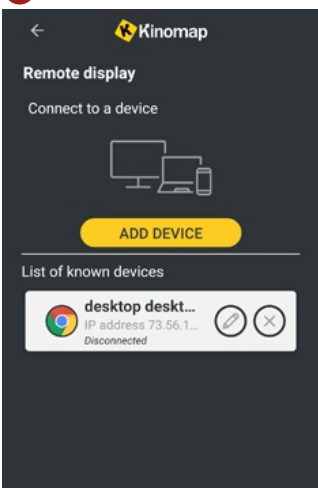 Kinomap
Remote display
Connect to a device
ADD DEVICE
List of known devices
desktop deskt...
IP address 73.56.1...
Disconnected